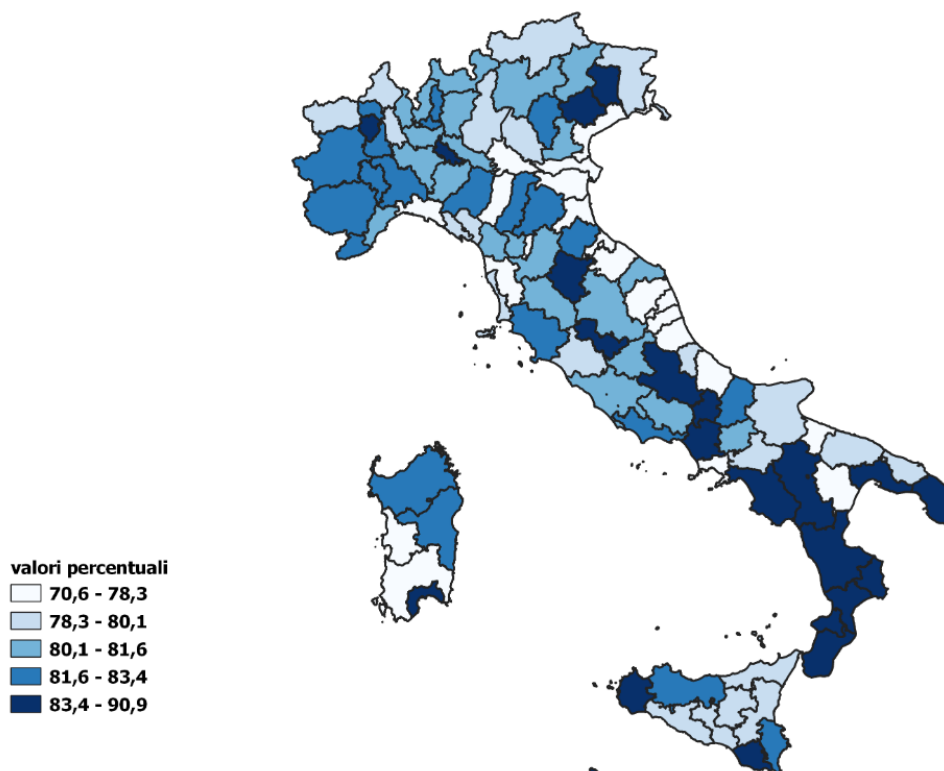 valori percentuali
70,6 - 78,3
78,3 - 80,1
80,1 - 81,6
81,6 - 83,4
83,4 - 90,9